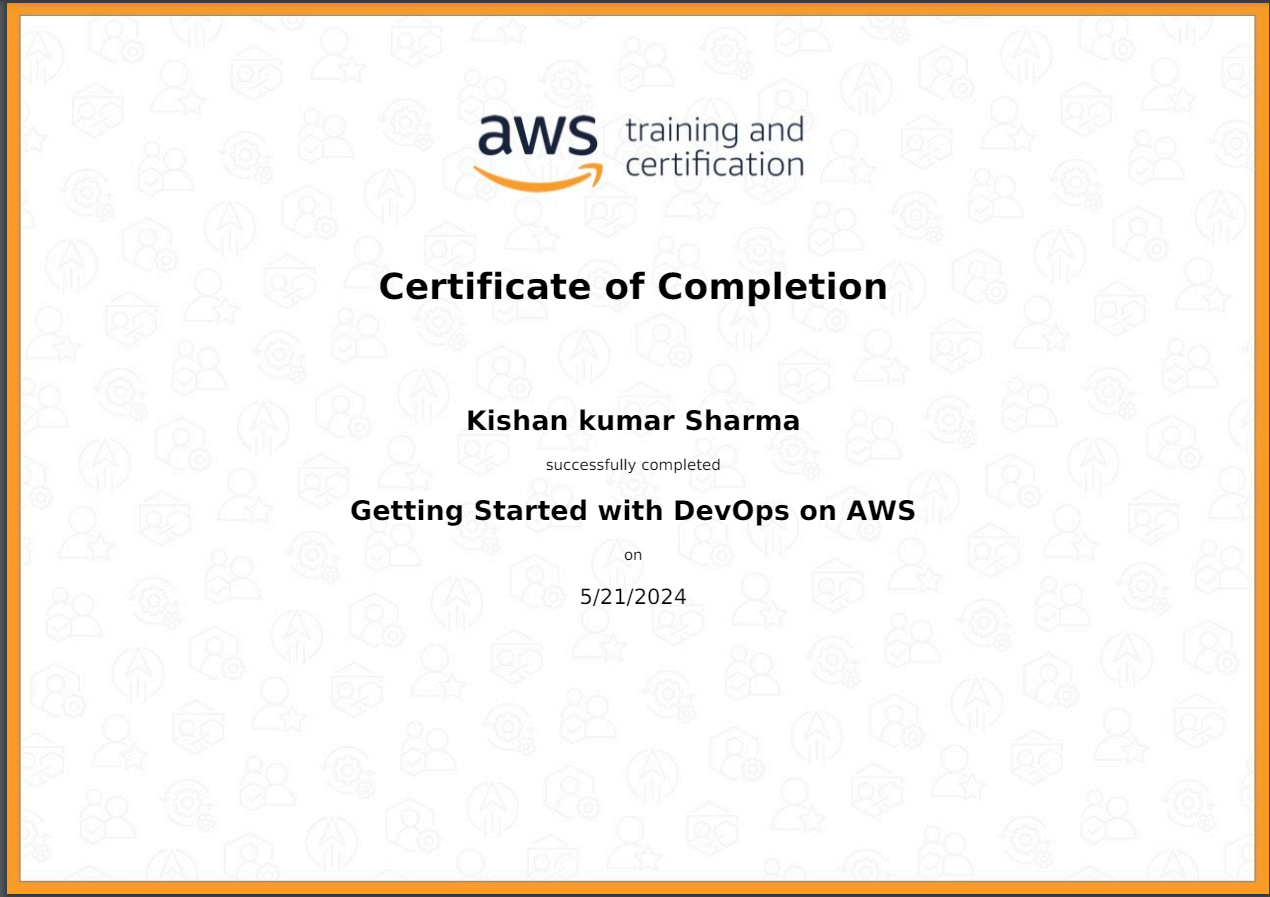 aws training and
certification
Certificate of Completion
Kishan kumar Sharma
successfully completed
Getting Started with DevOps on AWS
on
5/21/2024